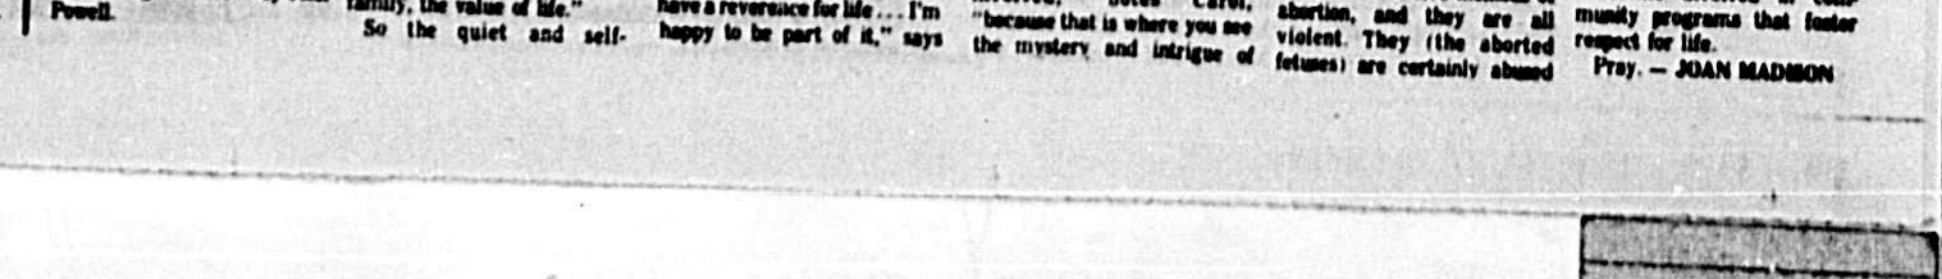 Powell.
family, the value of life."
So the quiet and self-
have a reverence for life . . . I'm
happy to be part of it," says
"because that is where you see
the mystery and intrigue of
abortion, and they are all
violent. They (the aborted
fetuses) are certainly abused
munity programs that foster
respect for life.
Pray. — JOAN MADISON